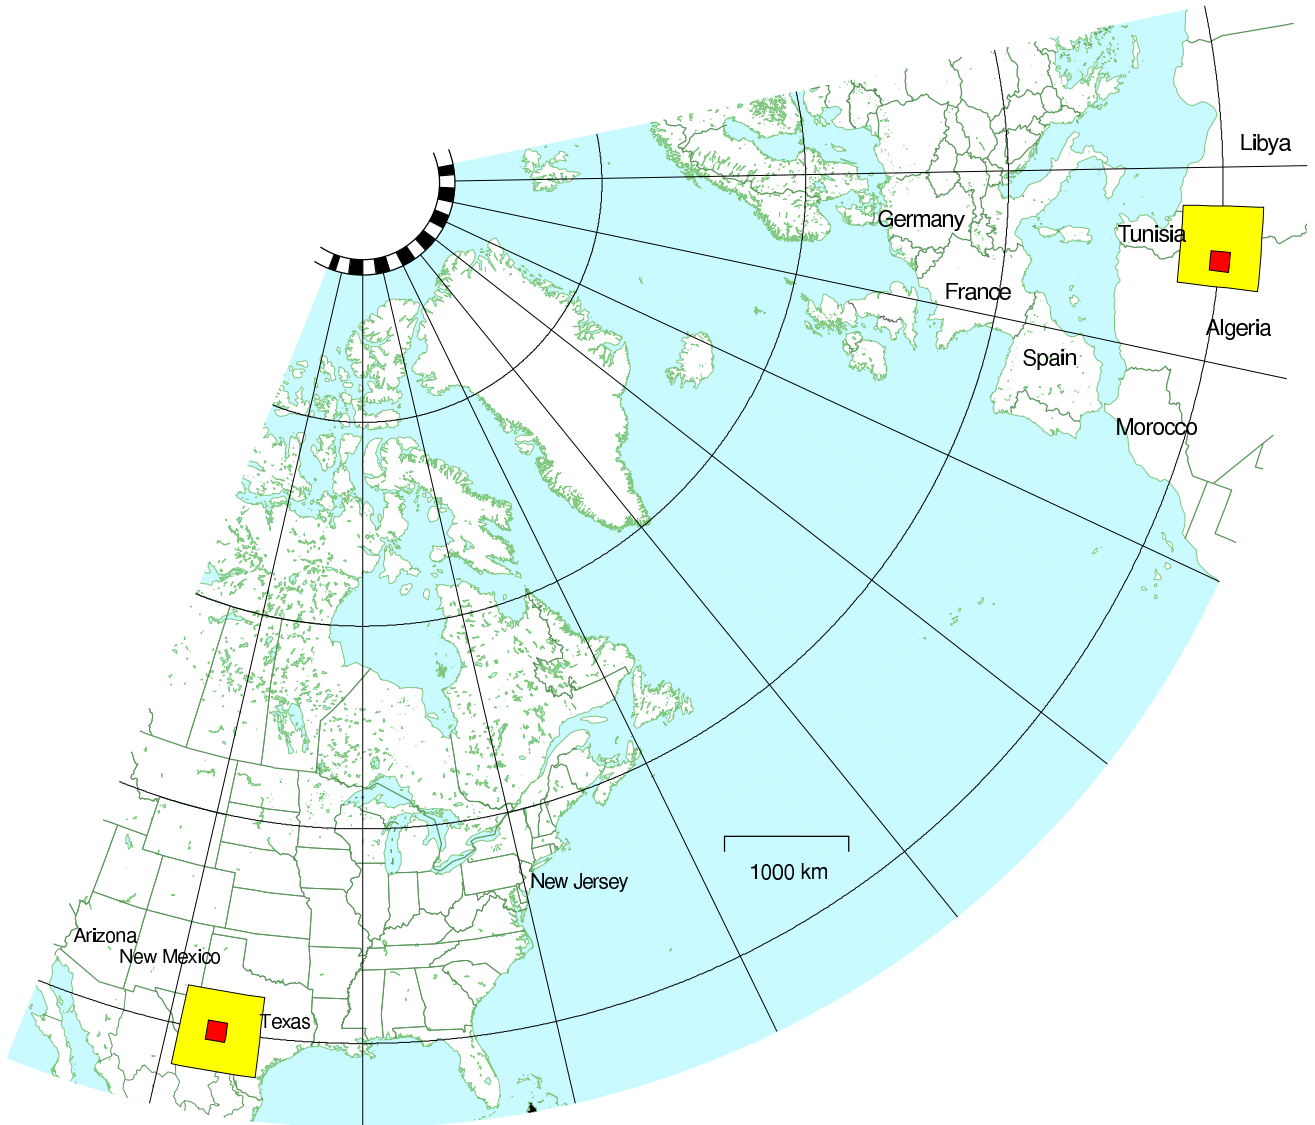 Libya
Germany
Tunisia
France
Algeria
Spain
Morocco
1000 km
New Jersey
Arizona
New Mexico
Texas